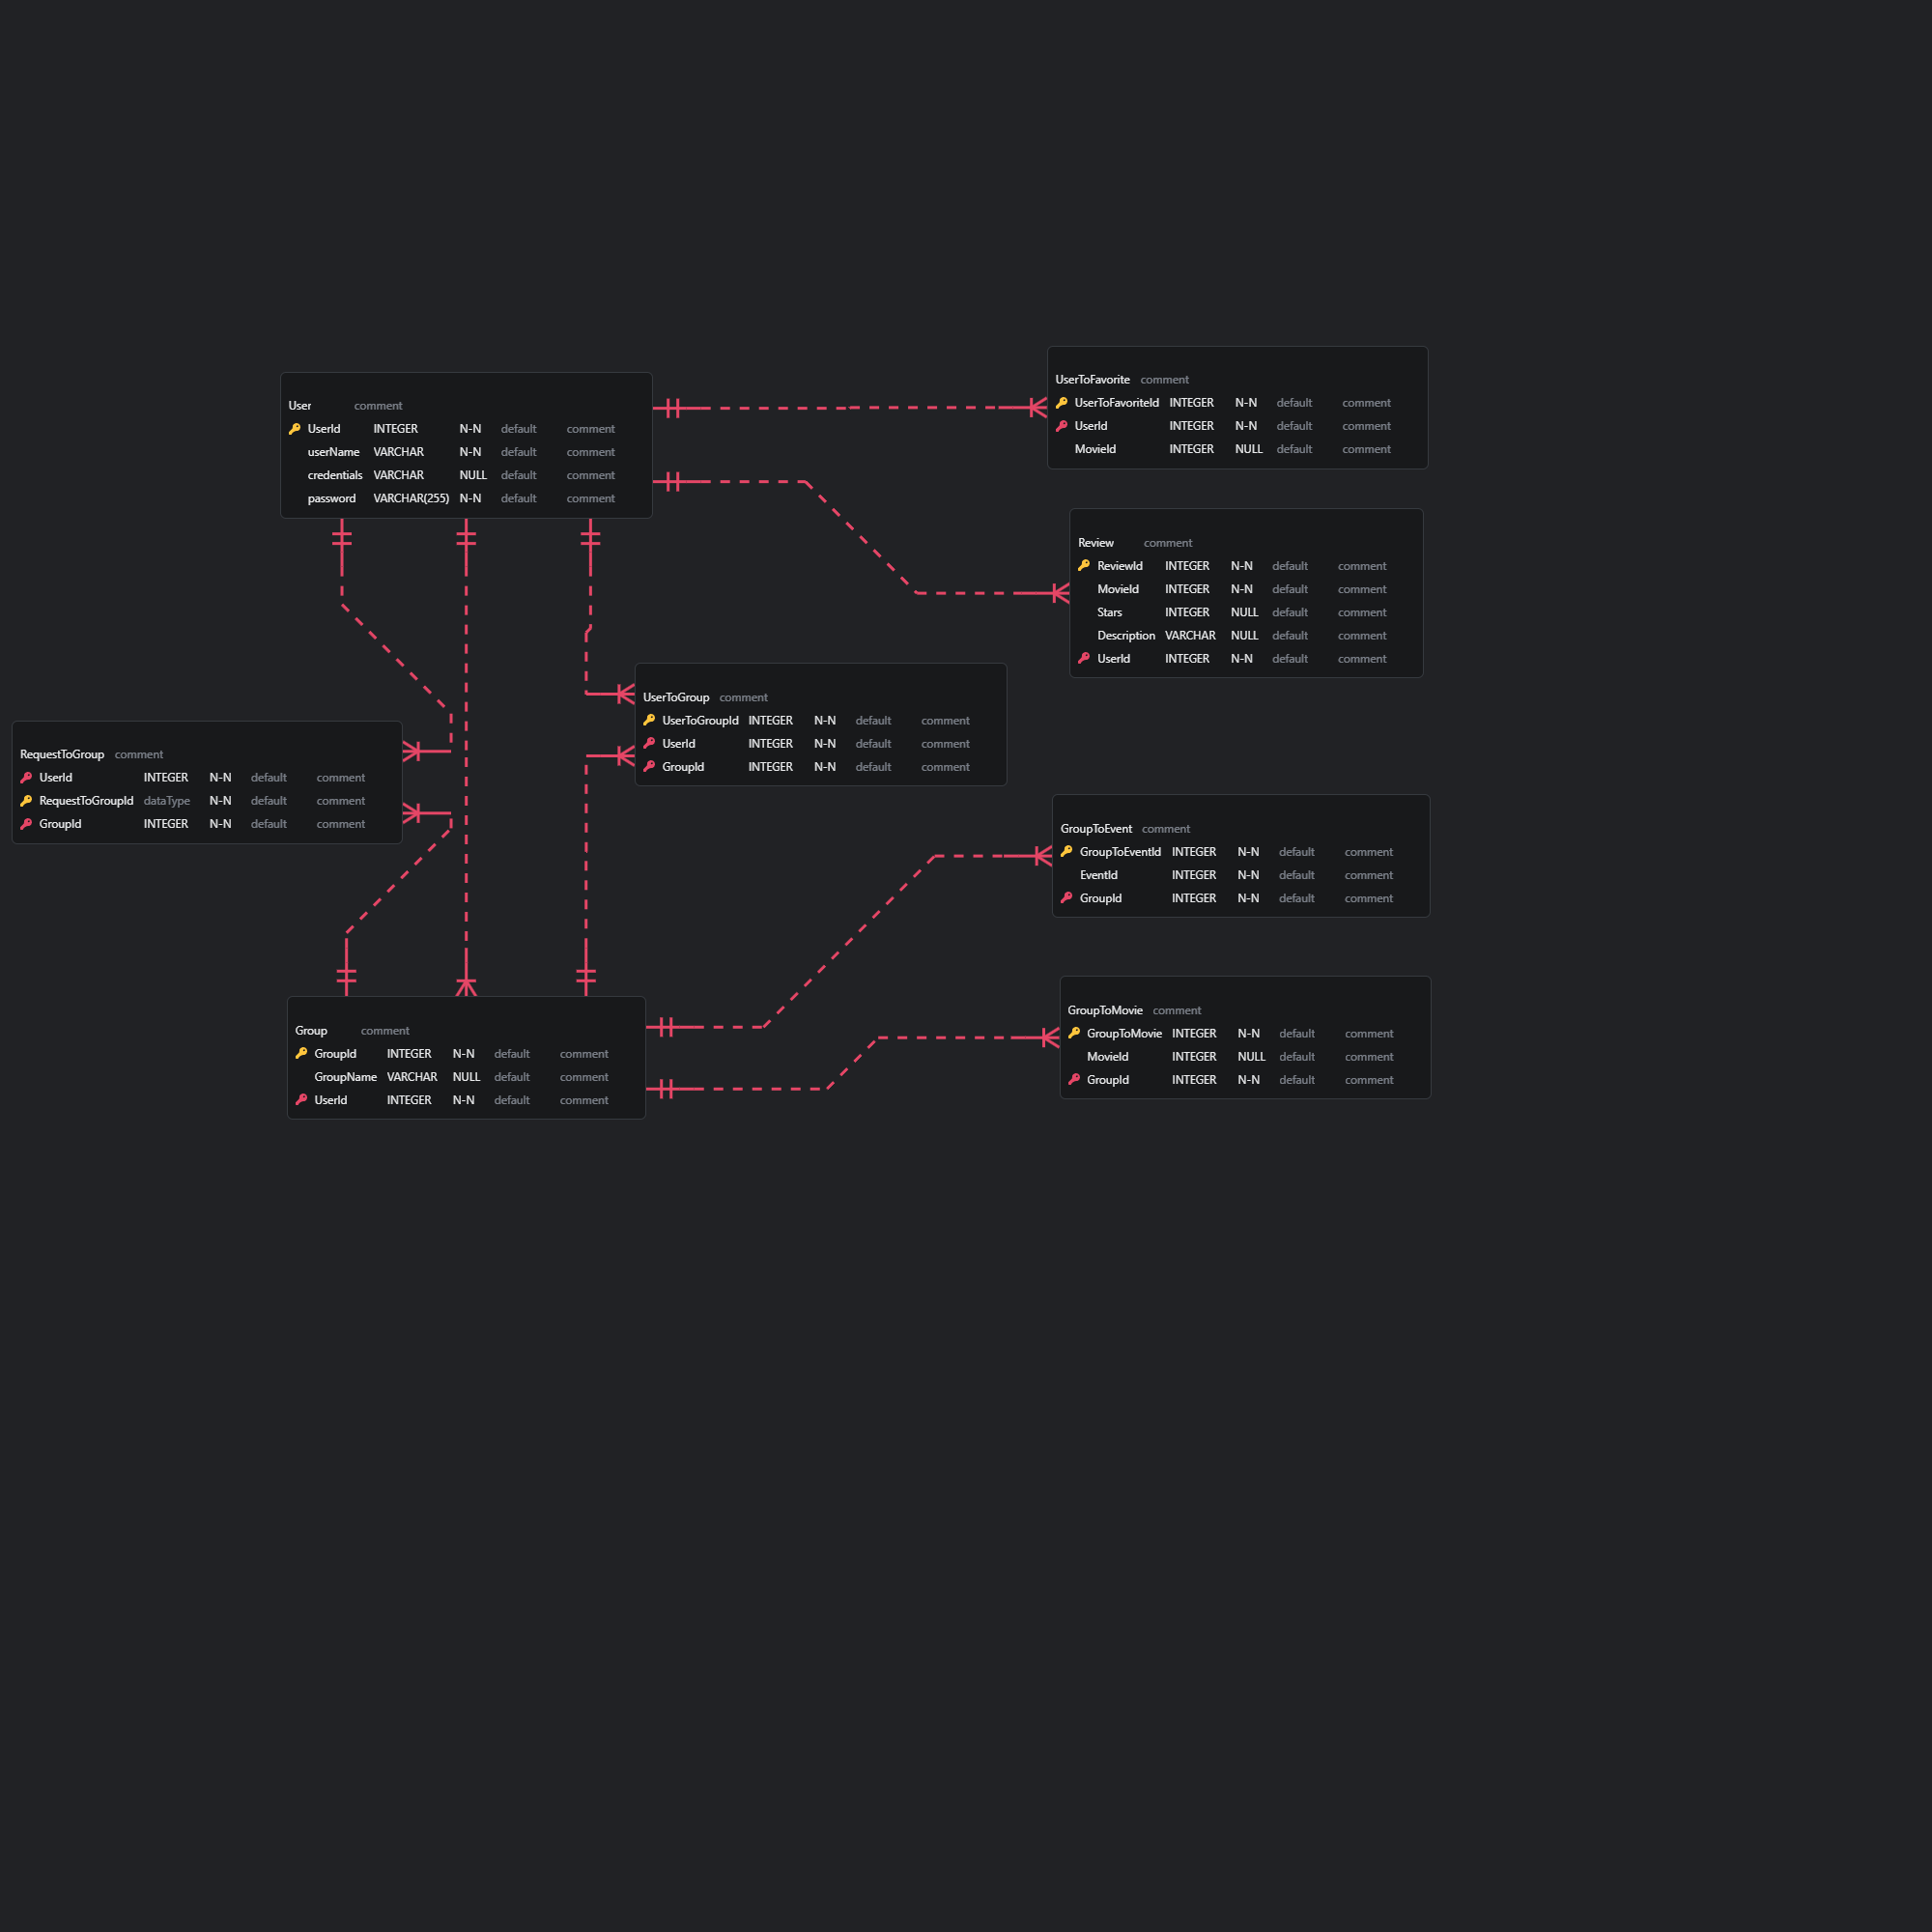 UserToFavorite comment
UserToFavoriteId INTEGER N-N default comment
UserId INTEGER N-N default comment
MovieId INTEGER NULL default comment
User comment
UserId INTEGER N-N default comment
userName VARCHAR N-N default comment
credentials VARCHAR NULL default comment
password VARCHAR(255) N-N default comment
Review comment
ReviewId INTEGER N-N default comment
MovieId INTEGER N-N default comment
Stars INTEGER NULL default comment
Description VARCHAR NULL default comment
UserId INTEGER N-N default comment
UserToGroup comment
UserToGroupId INTEGER N-N default comment
UserId INTEGER N-N default comment
GroupId INTEGER N-N default comment
RequestToGroup comment
UserId INTEGER N-N default comment
RequestToGroupId dataType N-N default comment
GroupId INTEGER N-N default comment
GroupToEvent comment
GroupToEventId INTEGER N-N default comment
EventId INTEGER N-N default comment
GroupId INTEGER N-N default comment
Group comment
GroupId INTEGER N-N default comment
GroupName VARCHAR NULL default comment
UserId INTEGER N-N default comment
GroupToMovie comment
GroupToMovie INTEGER N-N default comment
MovieId INTEGER NULL default comment
GroupId INTEGER N-N default comment